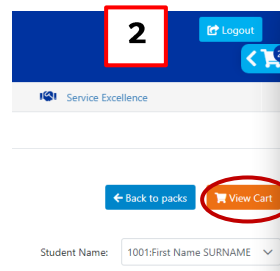 2
Logout
Service Excellence
Back to packs
View Cart
Student Name: 1001:First Name SURNAME